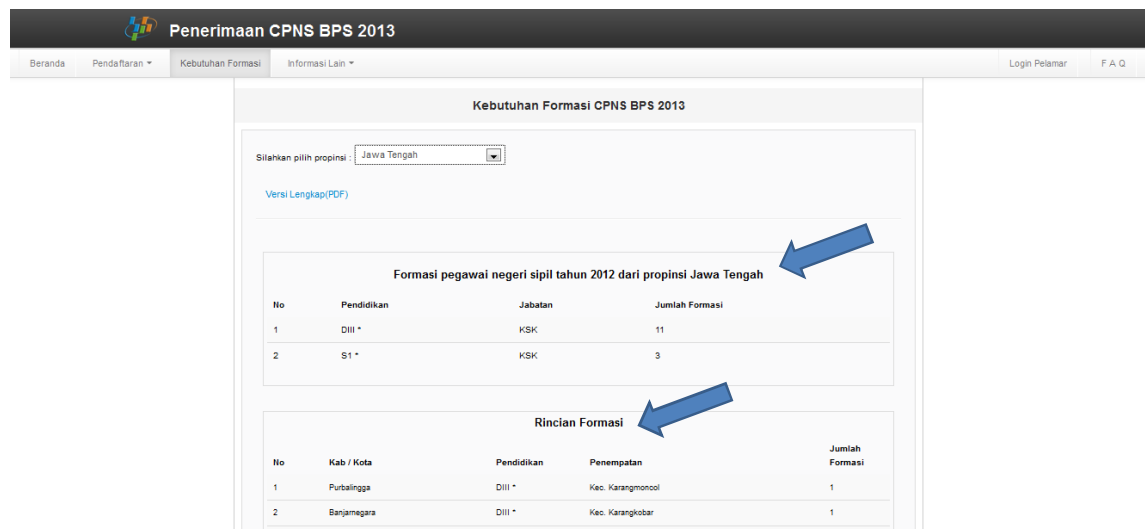 Penerimaan CPNS BPS 2013
Beranda Pendaftaran Kebutuhan Formasi Informasi Lain Login Pelamar F A Q
Kebutuhan Formasi CPNS BPS 2013
Silahkan pilih propinsi : Jawa Tengah
Versi Lengkap(PDF)
Formasi pegawai negeri sipil tahun 2012 dari propinsi Jawa Tengah
No Pendidikan Jabatan Jumlah Formasi
1 DIII * KSK 11
2 S1 * KSK 3
Rincian Formasi
No Kab / Kota Pendidikan Penempatan Jumlah Formasi
1 Purbalingga DIII * Kec. Karangmoncol 1
2 Banjarnegara DIII * Kec. Karangkobar 1